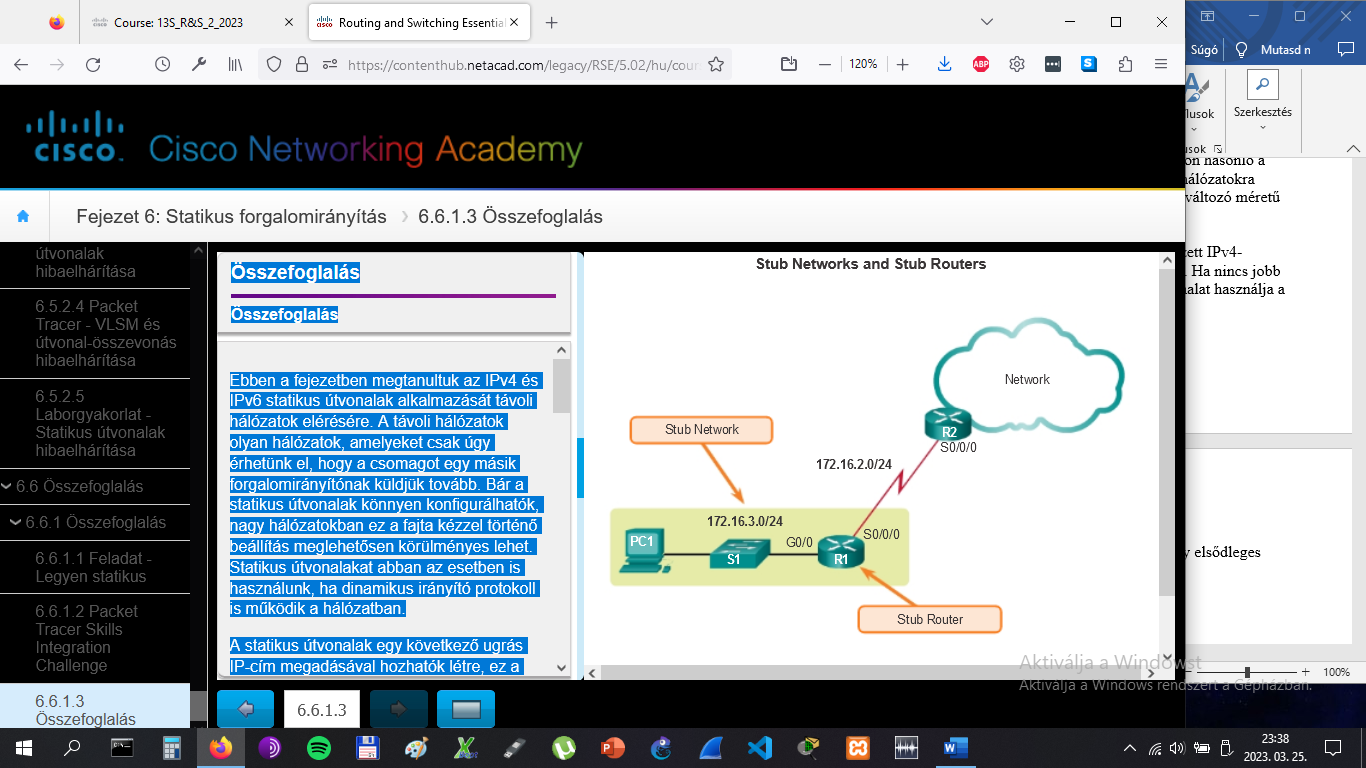 Course: 13S_R&S_2_2023
Routing and Switching Essential
https://contenthub.netacad.com/legacy/RSE/5.02/hu/cour
120%
Súgó
Mutasd n
Szerkesztés
CISCO
Cisco Networking Academy
Fejezet 6: Statikus forgalomirányítás
6.6.1.3 Összefoglalás
útvonalak
hibaelhárítása
6.5.2.4 Packet
Tracer - VLSM és
útvonal-összevonás
hibaelhárítása
6.5.2.5
Laborgyakorlat -
Statikus útvonalak
hibaelhárítása
6.6 Összefoglalás
6.6.1 Összefoglalás
6.6.1.1 Feladat -
Legyen statikus
6.6.1.2 Packet
Tracer Skills
Integration
Challenge
6.6.1.3
Összefoglalás
Összefoglalás
Összefoglalás
Ebben a fejezetben megtanultuk az IPv4 és
IPv6 statikus útvonalak alkalmazását távoli
hálózatok elérésére. A távoli hálózatok
olyan hálózatok, amelyeket csak úgy
érhetünk el, hogy a csomagot egy másik
forgalomirányítónak küldjük tovább. Bár a
statikus útvonalak könnyen konfigurálhatók,
nagy hálózatokban ez a fajta kézzel történő
beállítás meglehetősen körülményes lehet.
Statikus útvonalakat abban az esetben is
használunk, ha dinamikus irányító protokoll
is működik a hálózatban.
A statikus útvonalak egy következő ugrás
IP-cím megadásával hozhatók létre, ez a
6.6.1.3
Stub Networks and Stub Routers
Network
R2
S0/0/0
Stub Network
172.16.2.0/24
172.16.3.0/24
S0/0/0
PC1
S1
G0/0
R1
Stub Router
hasonló a
hálózatokra
változó méretű
IPv4-
Ha nincs jobb
használja a
elsődleges
100%
Aktiválja a Windowst
Aktiválja a Windows rendszert a Gépházban.
23:38
2023. 03. 25.